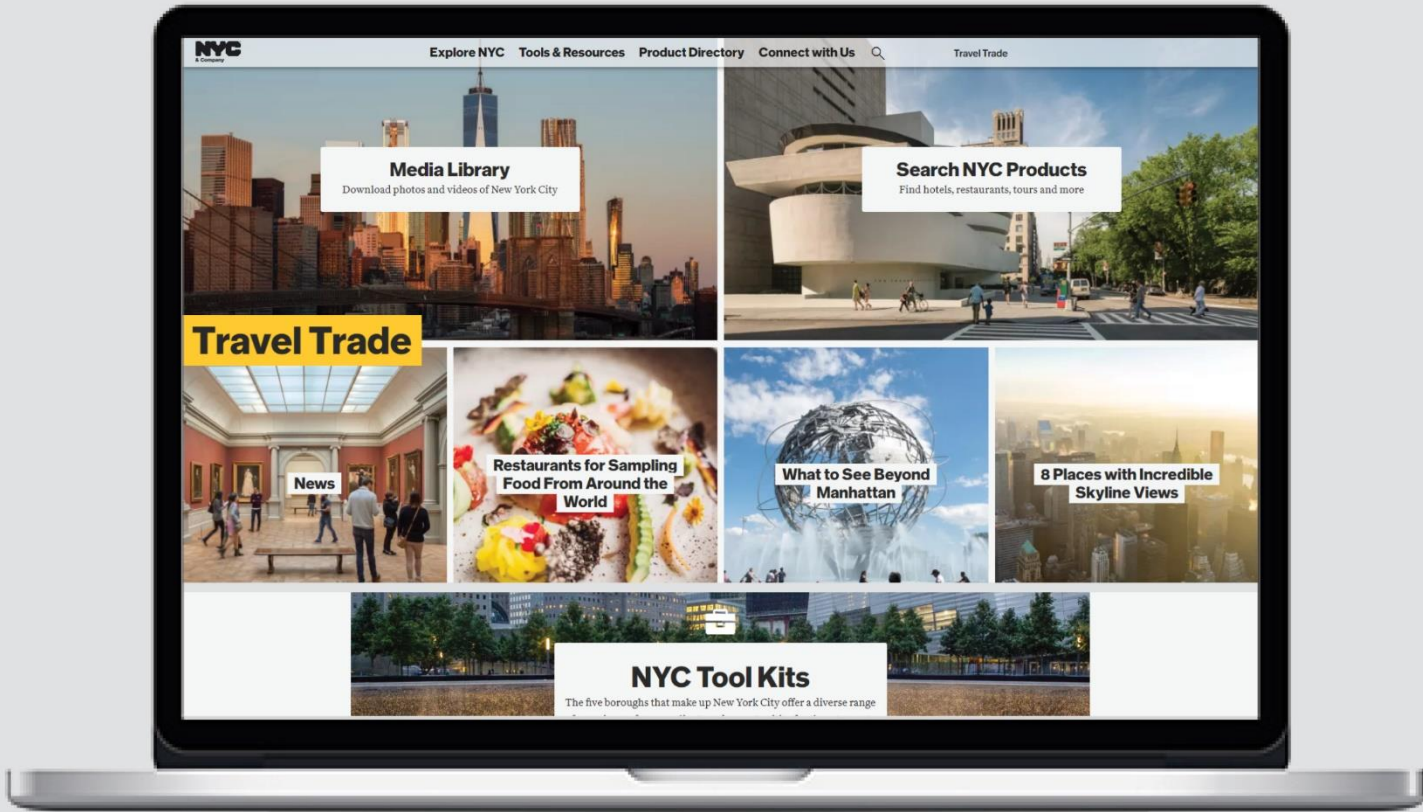 NYC
& Company
Explore NYC Tools & Resources Product Directory Connect with Us Travel Trade
Media Library
Download photos and videos of New York City
Search NYC Products
Find hotels, restaurants, tours and more
Travel Trade
News
Restaurants for Sampling
Food From Around the
World
What to See Beyond
Manhattan
8 Places with Incredible
Skyline Views
NYC Tool Kits
The five boroughs that make up New York City offer a diverse range